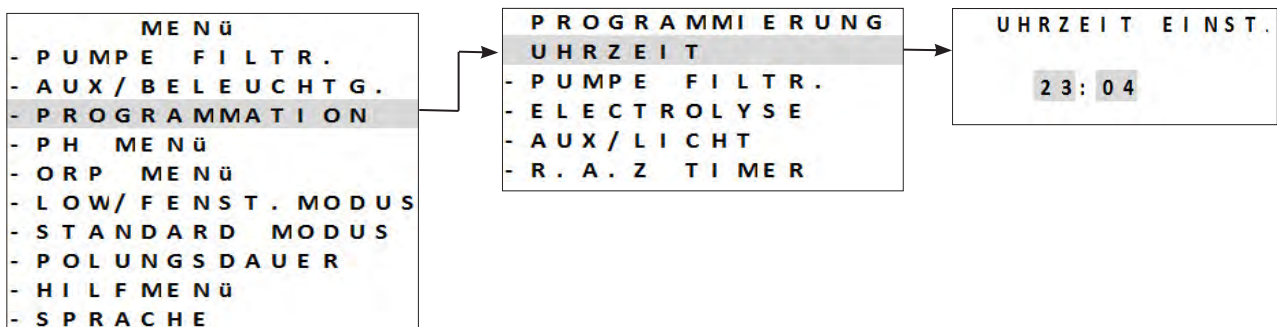 MENü
- PUMPE FILTR.
- AUX/BELEUCHTG.
- PROGRAMMATION
- PH MENü
- ORP MENü
- LOW/FENST. MODUS
- STANDARD MODUS
- POLUNGSDAUER
- HILFMENü
- SPRACHE
PROGRAMMIERUNG
UHRZEIT
- PUMPE FILTR.
- ELECTROLYSE
- AUX/LICHT
- R.A.Z TIMER
UHRZEIT EINST.
23:04